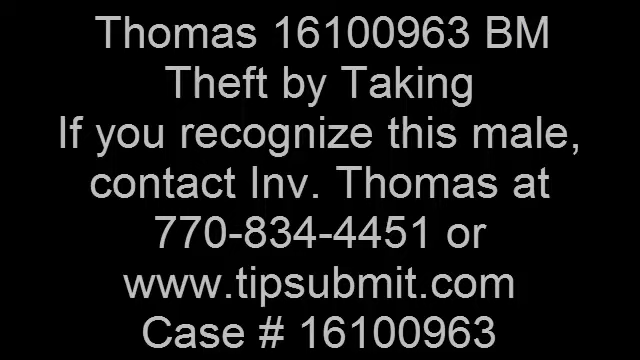 Thomas 16100963 BM
Theft by Taking
If you recognize this male,
contact Inv. Thomas at
770-834-4451 or
www.tipsubmit.com
Case # 16100963